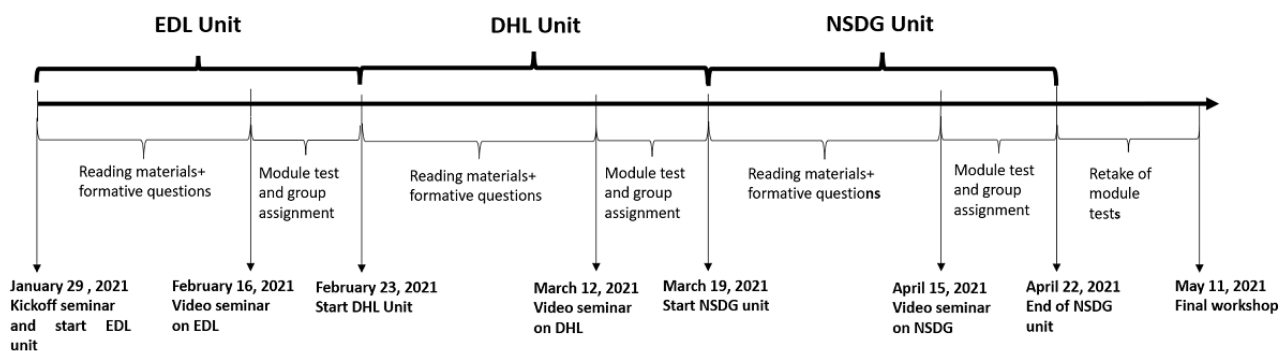 EDL Unit
DHL Unit
NSDG Unit
Reading materials+
formative questions
Module test
and group
assignment
Reading materials+
formative questions
Module test
and group
assignment
Reading materials+
formative questions
Module test
and group
assignment
Retake of
module
tests
January 29 , 2021
Kickoff seminar
and start EDL
unit
February 16, 2021
Video seminar
on EDL
February 23, 2021
Start DHL Unit
March 12, 2021
Video seminar
on DHL
March 19, 2021
Start NSDG unit
April 15, 2021
Video seminar
on NSDG
April 22, 2021
End of NSDG
unit
May 11, 2021
Final workshop